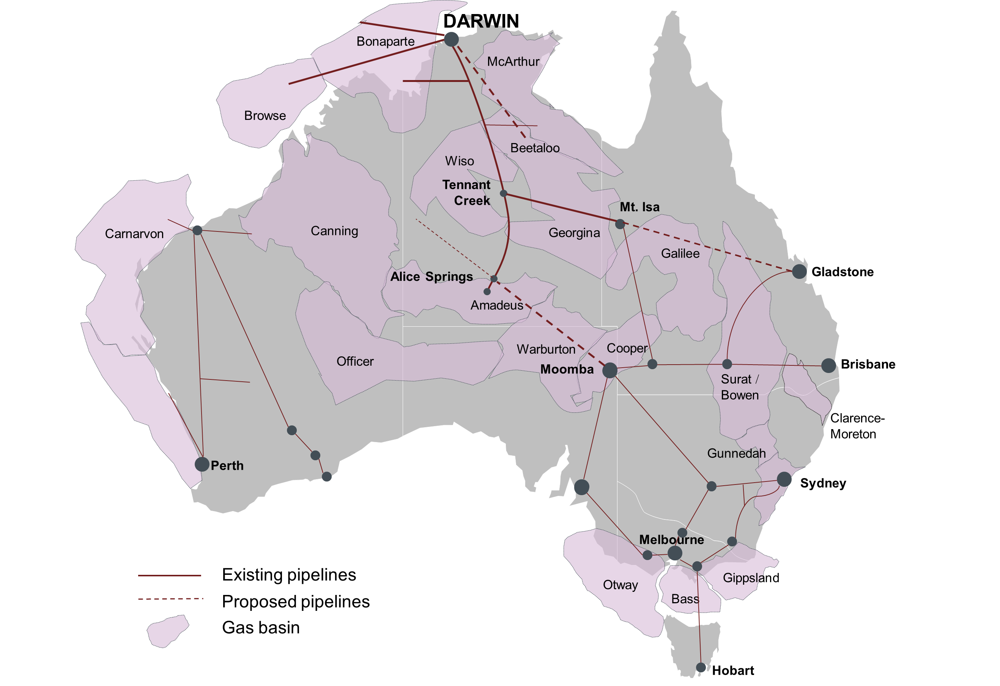 DARWIN
Bonaparte
McArthur
Browse
Beetaloo
Wiso
Tennant
Creek
Mt. Isa
Carnarvon
Canning
Georgina
Galilee
Alice Springs
Gladstone
Amadeus
Warburton
Cooper
Officer
Moomba
Brisbane
Surat /
Bowen
Clarence-
Moreton
Gunnedah
Perth
Sydney
Melbourne
Gippsland
Otway
Bass
Hobart
Existing pipelines
Proposed pipelines
Gas basin